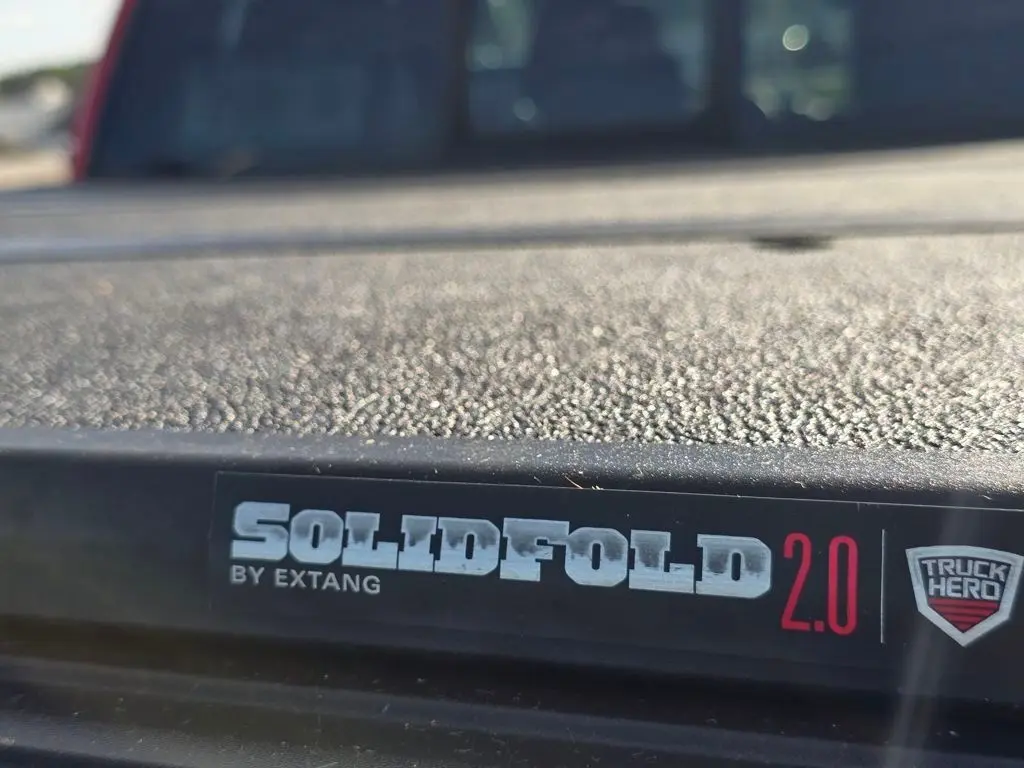 SOLIDFOLD 2.0
BY EXTANG
TRUCK
HERO